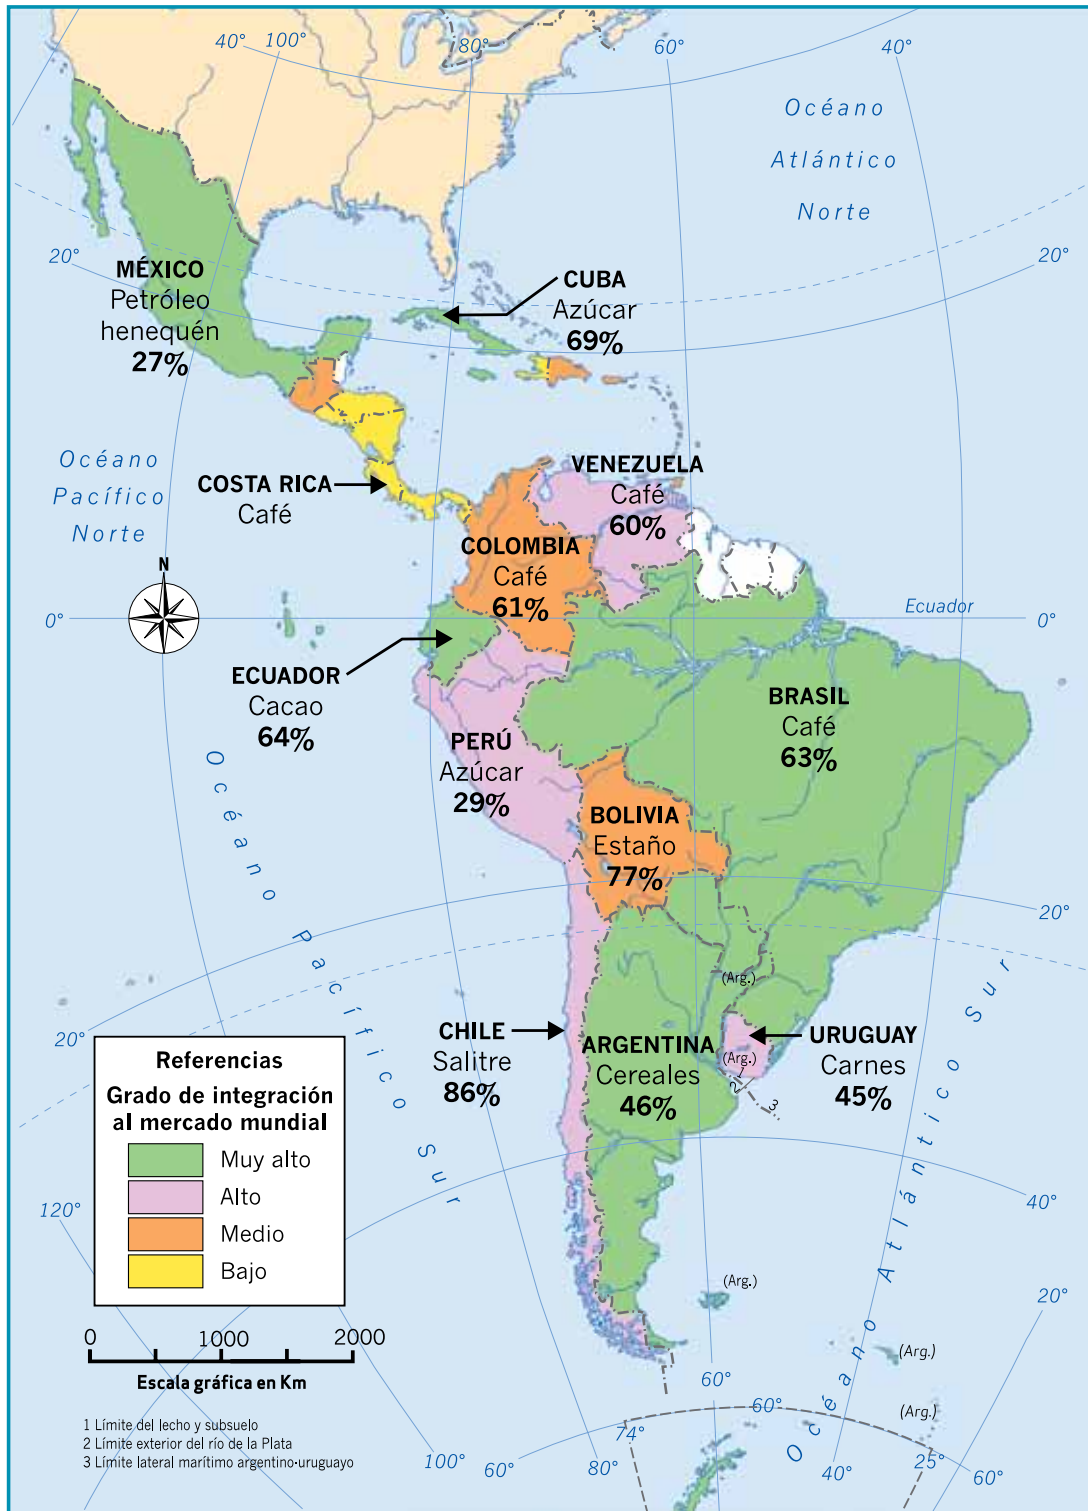 40° 100° 80° 60° 40°
Océano
Atlántico
Norte
20° 20°
MÉXICO
Petróleo
henequén
27%
CUBA
Azúcar
69%
Océano
Pacífico
Norte
COSTA RICA
Café
VENEZUELA
Café
60%
COLOMBIA
Café
61%
N
0° Ecuador 0°
ECUADOR
Cacao
64%
BRASIL
Café
63%
PERÚ
Azúcar
29%
BOLIVIA
Estaño
77%
Océano Pacífico Sur
20° 20°
(Arg.)
CHILE
Salitre
86%
ARGENTINA
Cereales
46%
(Arg.)
1
2
3
URUGUAY
Carnes
45%
Océano Atlántico Sur
Referencias
Grado de integración
al mercado mundial
Muy alto
Alto
Medio
Bajo
120° 40°
(Arg.)
20°
(Arg.)
0 1000 2000
Escala gráfica en Km
60° 60°
(Arg.)
1 Límite del lecho y subsuelo
2 Límite exterior del río de la Plata
3 Límite lateral marítimo argentino-uruguayo
74°
100° 60° 80° 40° 25° 60°